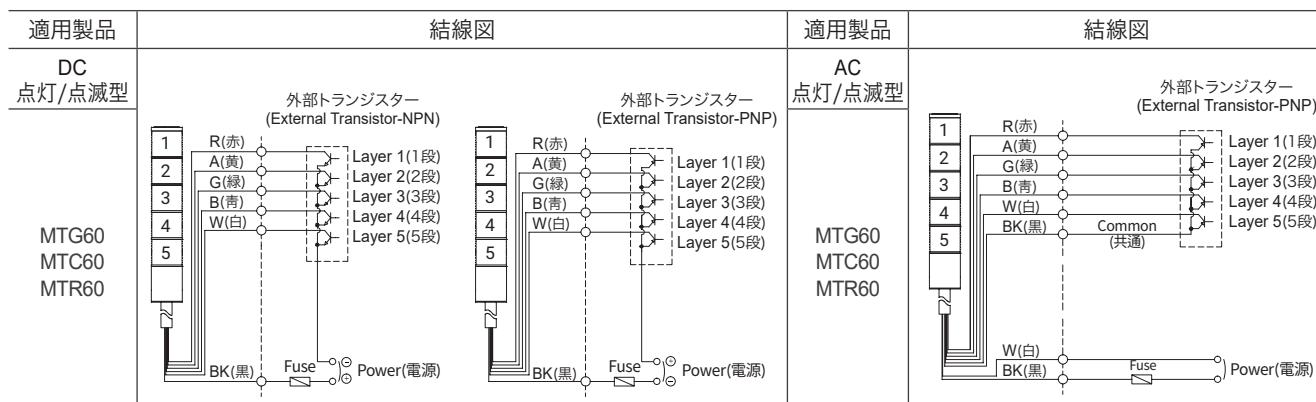 適用製品
結線図
適用製品
結線図
DC
点灯/点滅型
MTG60
MTC60
MTR60
外部トランジスター
(External Transistor-NPN)
1
2
3
4
5
R(赤)
A(黄)
G(緑)
B(青)
W(白)
Layer 1(1段)
Layer 2(2段)
Layer 3(3段)
Layer 4(4段)
Layer 5(5段)
BK(黒)
Fuse
⊖
⊕
Power(電源)
外部トランジスター
(External Transistor-PNP)
1
2
3
4
5
R(赤)
A(黄)
G(緑)
B(青)
W(白)
Layer 1(1段)
Layer 2(2段)
Layer 3(3段)
Layer 4(4段)
Layer 5(5段)
BK(黒)
Fuse
⊕
⊖
Power(電源)
AC
点灯/点滅型
MTG60
MTC60
MTR60
外部トランジスター
(External Transistor-PNP)
1
2
3
4
5
R(赤)
A(黄)
G(緑)
B(青)
W(白)
BK(黒)
Common
(共通)
Layer 1(1段)
Layer 2(2段)
Layer 3(3段)
Layer 4(4段)
Layer 5(5段)
W(白)
BK(黒)
Fuse
Power(電源)